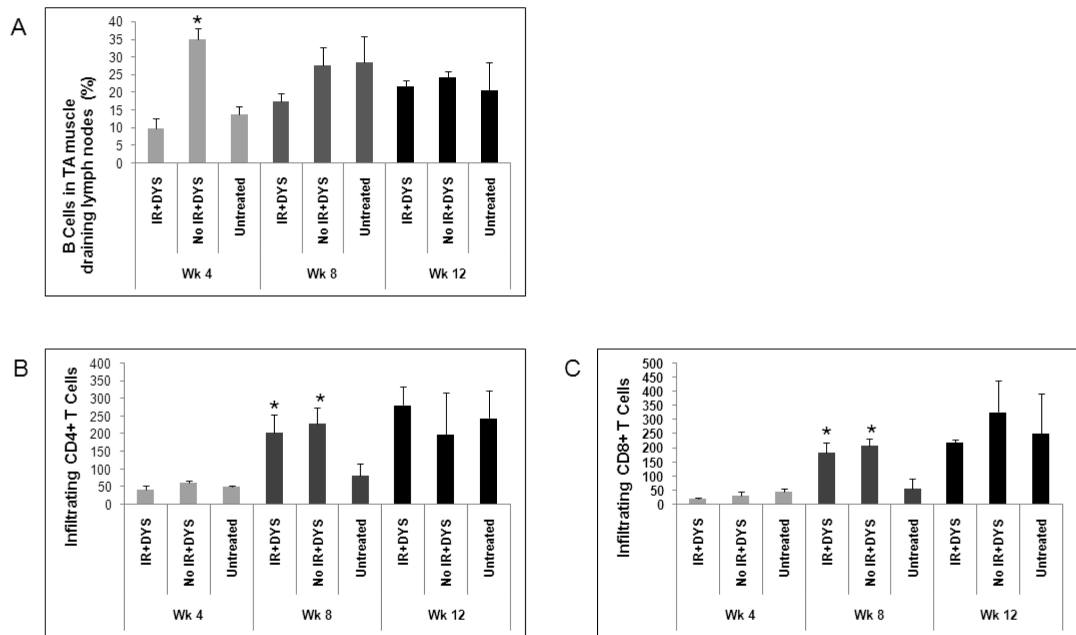 A
B Cells in TA muscle
draining lymph nodes (%)
40
35
30
25
20
15
10
5
0
*
IR+DYS
No IR+DYS
Untreated
IR+DYS
No IR+DYS
Untreated
IR+DYS
No IR+DYS
Untreated
Wk 4
Wk 8
Wk 12
B
Infiltrating CD4+ T Cells
400
350
300
250
200
150
100
50
0
*
*
IR+DYS
No IR+DYS
Untreated
IR+DYS
No IR+DYS
Untreated
IR+DYS
No IR+DYS
Untreated
Wk 4
Wk 8
Wk 12
C
Infiltrating CD8+ T Cells
500
450
400
350
300
250
200
150
100
50
0
*
*
IR+DYS
No IR+DYS
Untreated
IR+DYS
No IR+DYS
Untreated
IR+DYS
No IR+DYS
Untreated
Wk 4
Wk 8
Wk 12